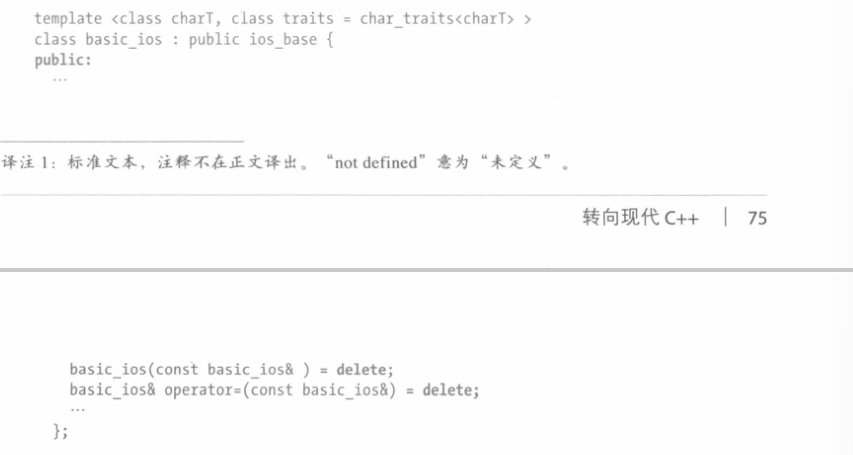 template <class charT, class traits = char_traits<charT> >
class basic_ios : public ios_base {
public:
…
译注 1：标准文本，注释不在正文译出。“not defined”意为“未定义”。
转向现代 C++ | 75
basic_ios(const basic_ios& ) = delete;
basic_ios& operator=(const basic_ios&) = delete;
…
};